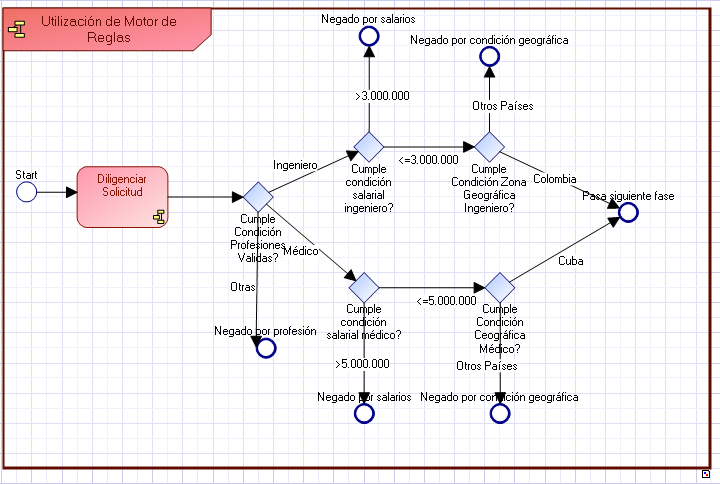 Utilización de Motor de
Reglas
Negado por salarios
Negado por condición geográfica
>3.000.000
Otros Países
Start
Diligenciar
Solicitud
Ingeniero
<=3.000.000
Cumple
condición
salarial
ingeniero?
Cumple
Condición Zona
Geográfica
Ingeniero?
Colombia
Pasa siguiente fase
Cumple
Condición
Profesiones
Validas?
Médico
Otras
Cuba
<=5.000.000
Cumple
condición
salarial médico?
Cumple
Condición
Geográfica
Médico?
Negado por profesión
>5.000.000
Otros Países
Negado por salarios
Negado por condición geográfica